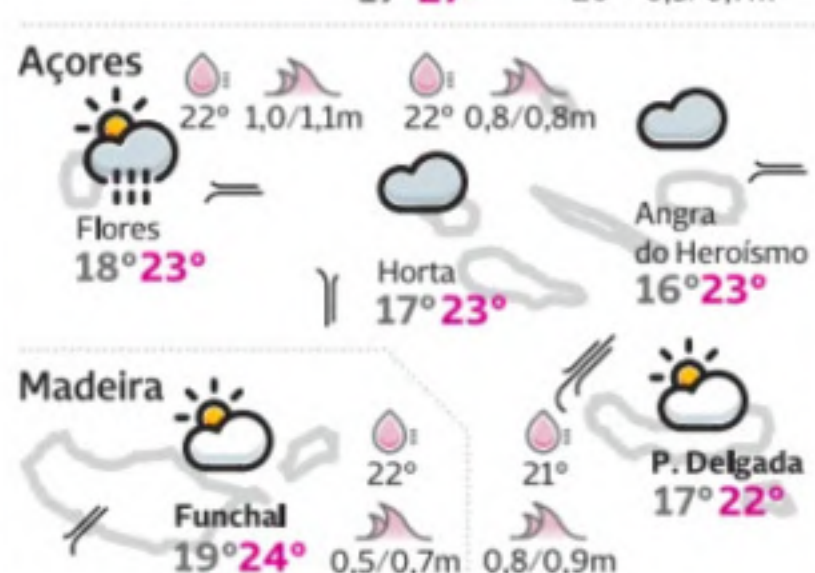 Açores
22° 1,0/1,1m
22° 0,8/0,8m
Flores
18° 23°
Horta
17° 23°
Angra
do Heroísmo
16° 23°
Madeira
22°
0,5/0,7m
Funchal
19° 24°
21°
0,8/0,9m
P. Delgada
17° 22°